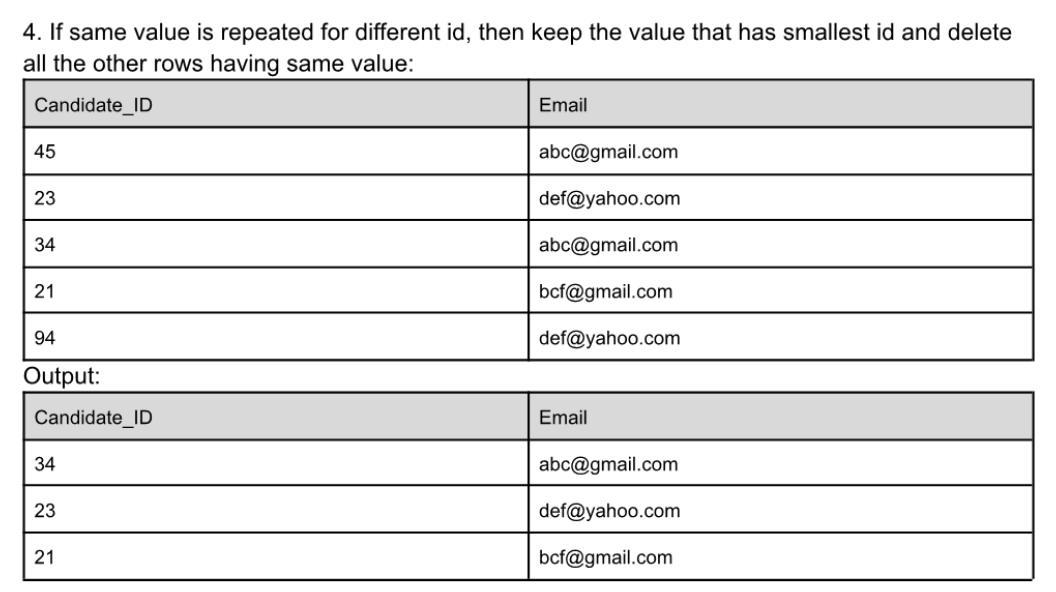 4. If same value is repeated for different id, then keep the value that has smallest id and delete
all the other rows having same value:
Candidate_ID Email
45 abc@gmail.com
23 def@yahoo.com
34 abc@gmail.com
21 bcf@gmail.com
94 def@yahoo.com
Output:
Candidate_ID Email
34 abc@gmail.com
23 def@yahoo.com
21 bcf@gmail.com